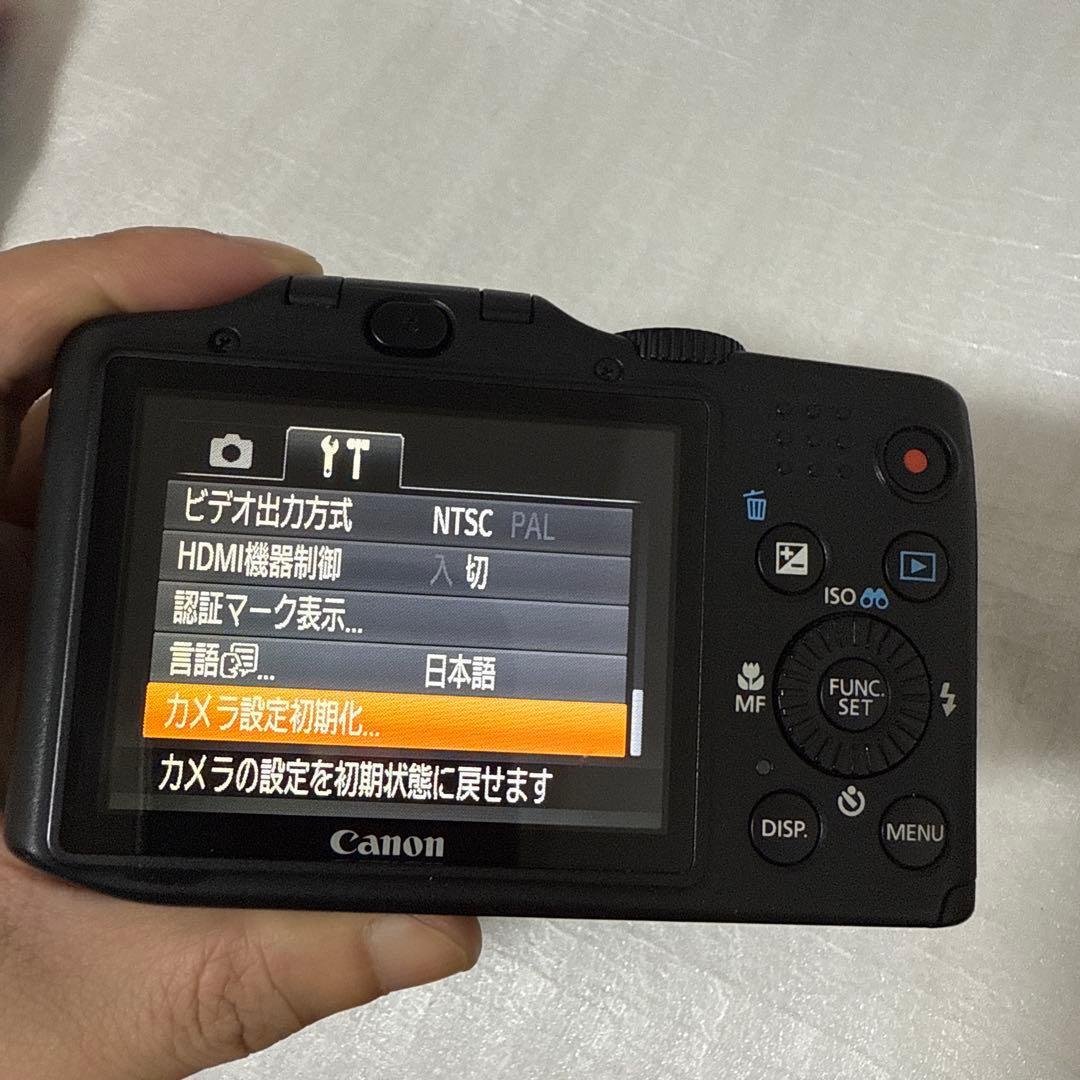 ビデオ出力方式 NTSC PAL
HDMI機器制御 入 切
認証マーク表示...
言語... 日本語
カメラ設定初期化...
カメラの設定を初期状態に戻せます
Canon
ISO
MF
FUNC.
SET
DISP.
MENU